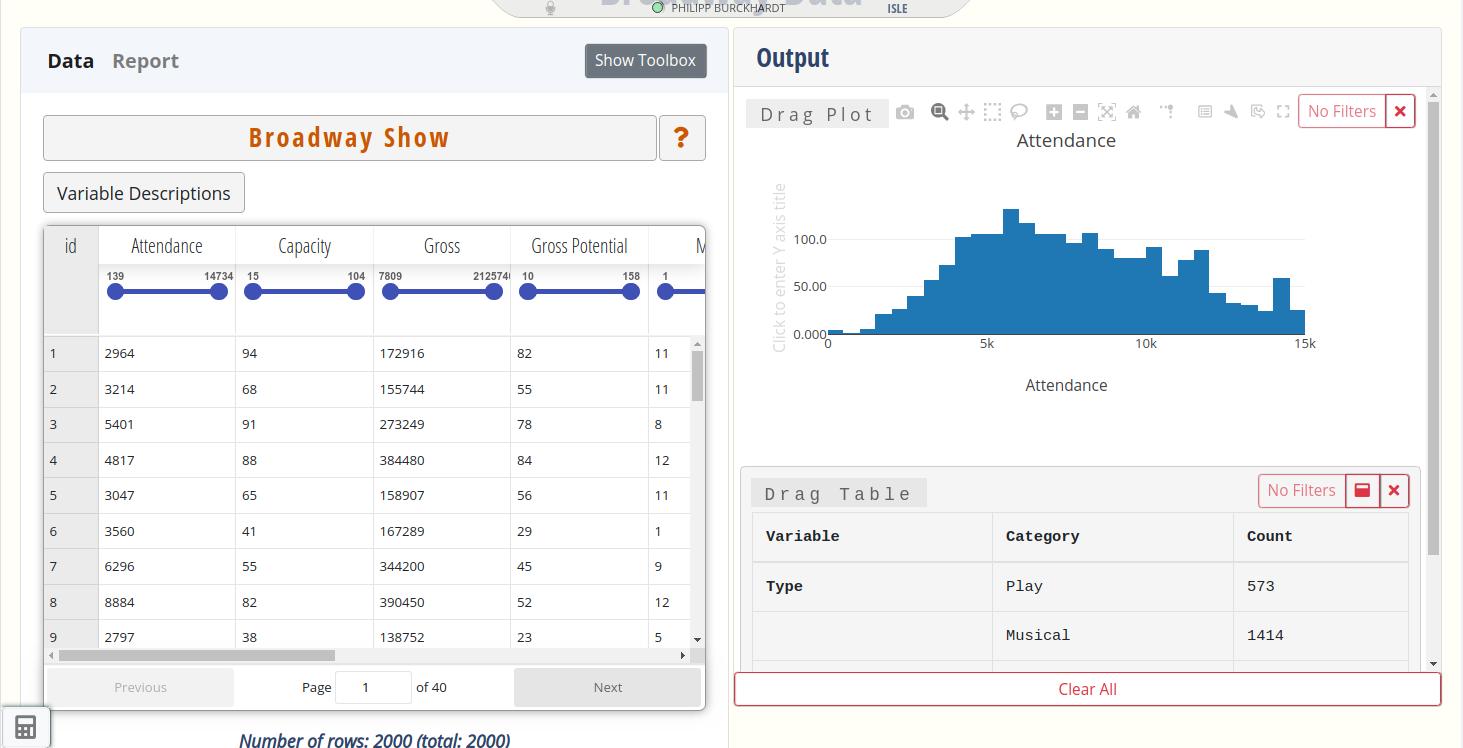 Broadway Data
PHILIPP BURCKHARDT
ISLE
Data Report
Show Toolbox
Broadway Show
?
Variable Descriptions
id Attendance Capacity Gross Gross Potential M
139 14734 15 104 7809 2125740 10 158 1
1 2964 94 172916 82 11
2 3214 68 155744 55 11
3 5401 91 273249 78 8
4 4817 88 384480 84 12
5 3047 65 158907 56 11
6 3560 41 167289 29 1
7 6296 55 344200 45 9
8 8884 82 390450 52 12
9 2797 38 138752 23 5
Previous Page 1 of 40 Next
Number of rows: 2000 (total: 2000)
Output
Drag Plot
No Filters
Attendance
Click to enter Y axis title
100.0
50.00
0.000
0 5k 10k 15k
Attendance
Drag Table
No Filters
Variable Category Count
Type Play 573
Musical 1414
Clear All